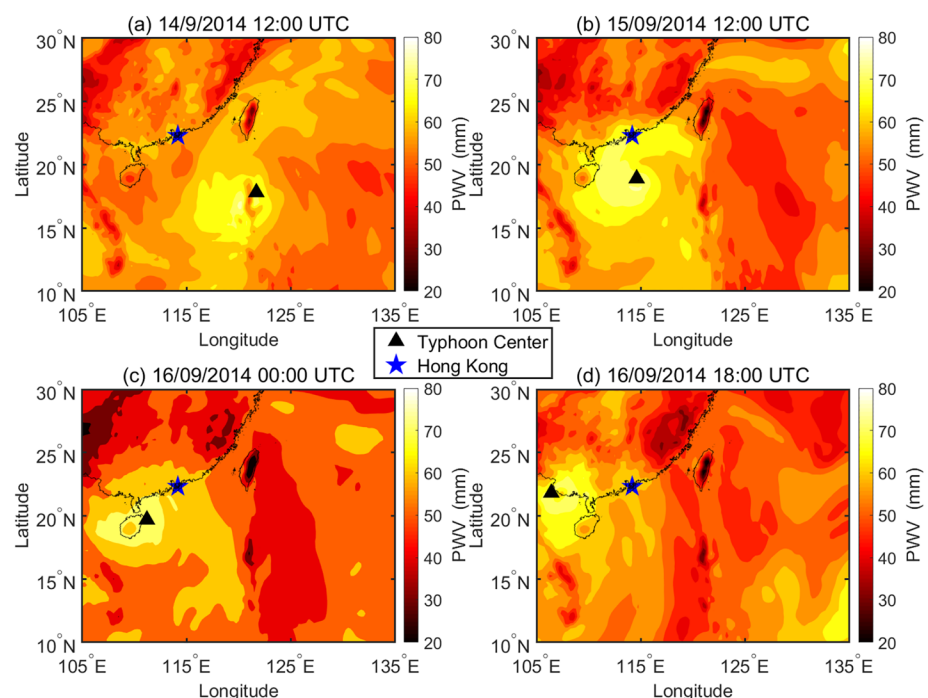 (a) 14/9/2014 12:00 UTC
30°N
25°N
20°N
15°N
10°N
105°E
115°E
125°E
135°E
Latitude
Longitude
80
70
60
50
40
30
20
PWV (mm)
(b) 15/09/2014 12:00 UTC
30°N
25°N
20°N
15°N
10°N
105°E
115°E
125°E
135°E
Latitude
Longitude
80
70
60
50
40
30
20
PWV (mm)
Typhoon Center
Hong Kong
(c) 16/09/2014 00:00 UTC
30°N
25°N
20°N
15°N
10°N
105°E
115°E
125°E
135°E
Latitude
Longitude
80
70
60
50
40
30
20
PWV (mm)
(d) 16/09/2014 18:00 UTC
30°N
25°N
20°N
15°N
10°N
105°E
115°E
125°E
135°E
Latitude
Longitude
80
70
60
50
40
30
20
PWV (mm)